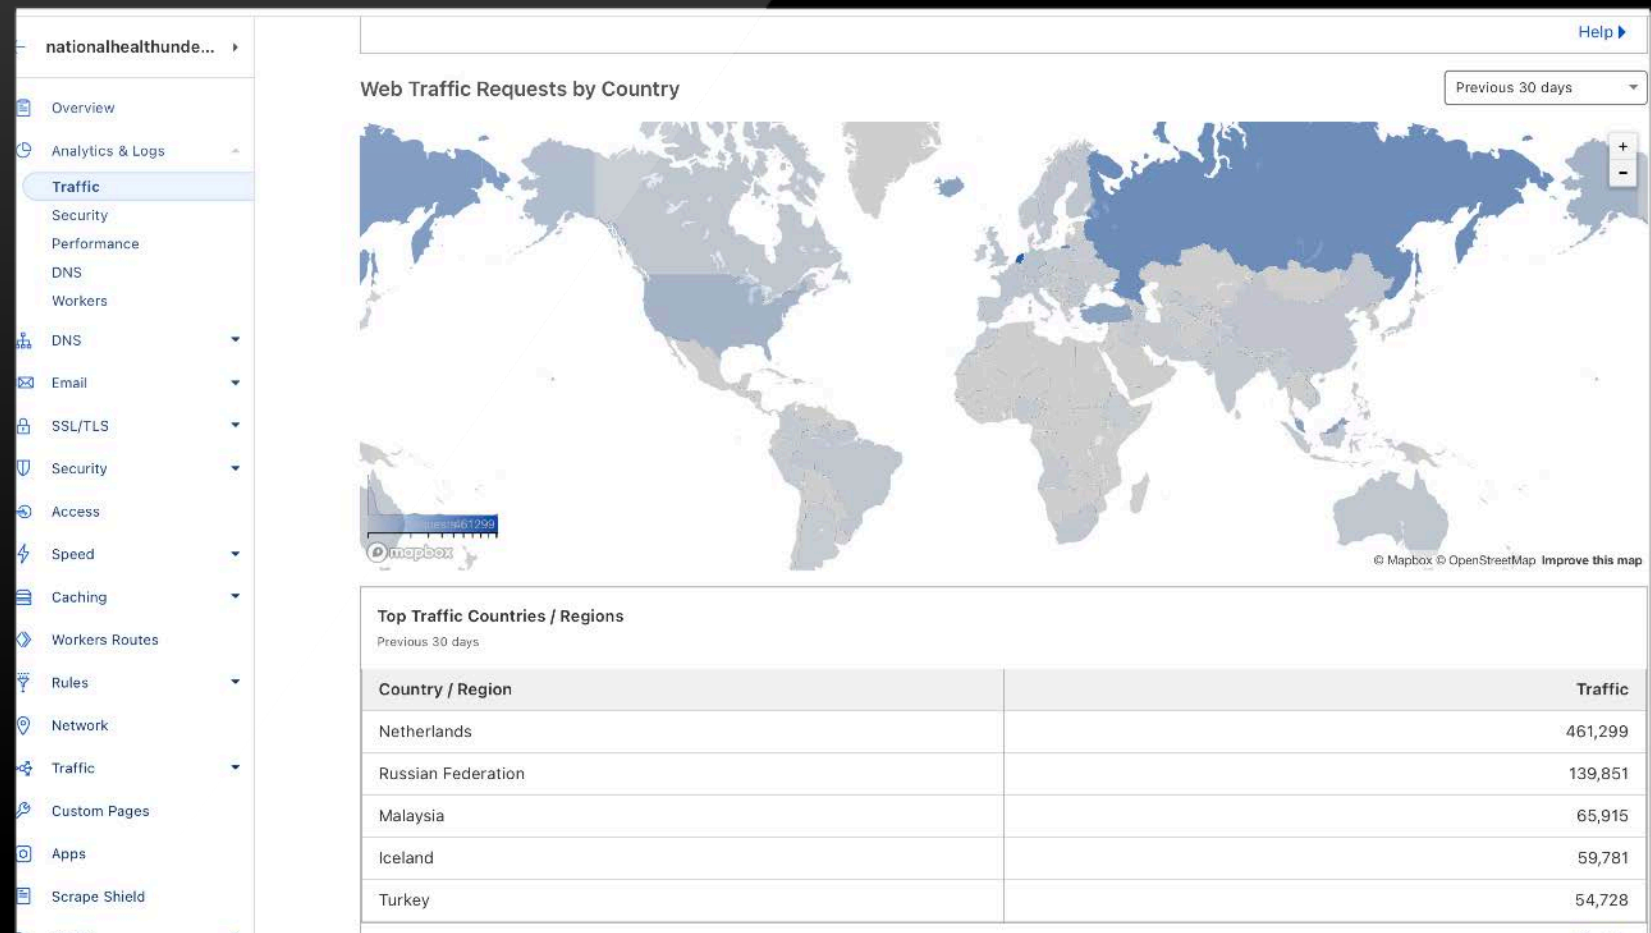 nationalhealthunde...
Overview
Analytics & Logs
Traffic
Security
Performance
DNS
Workers
DNS
Email
SSL/TLS
Security
Access
Speed
Caching
Workers Routes
Rules
Network
Traffic
Custom Pages
Apps
Scrape Shield
Help
Web Traffic Requests by Country
Previous 30 days
+
-
461299
mapbox
© Mapbox © OpenStreetMap Improve this map
Top Traffic Countries / Regions
Previous 30 days
Country / Region Traffic
Netherlands 461,299
Russian Federation 139,851
Malaysia 65,915
Iceland 59,781
Turkey 54,728